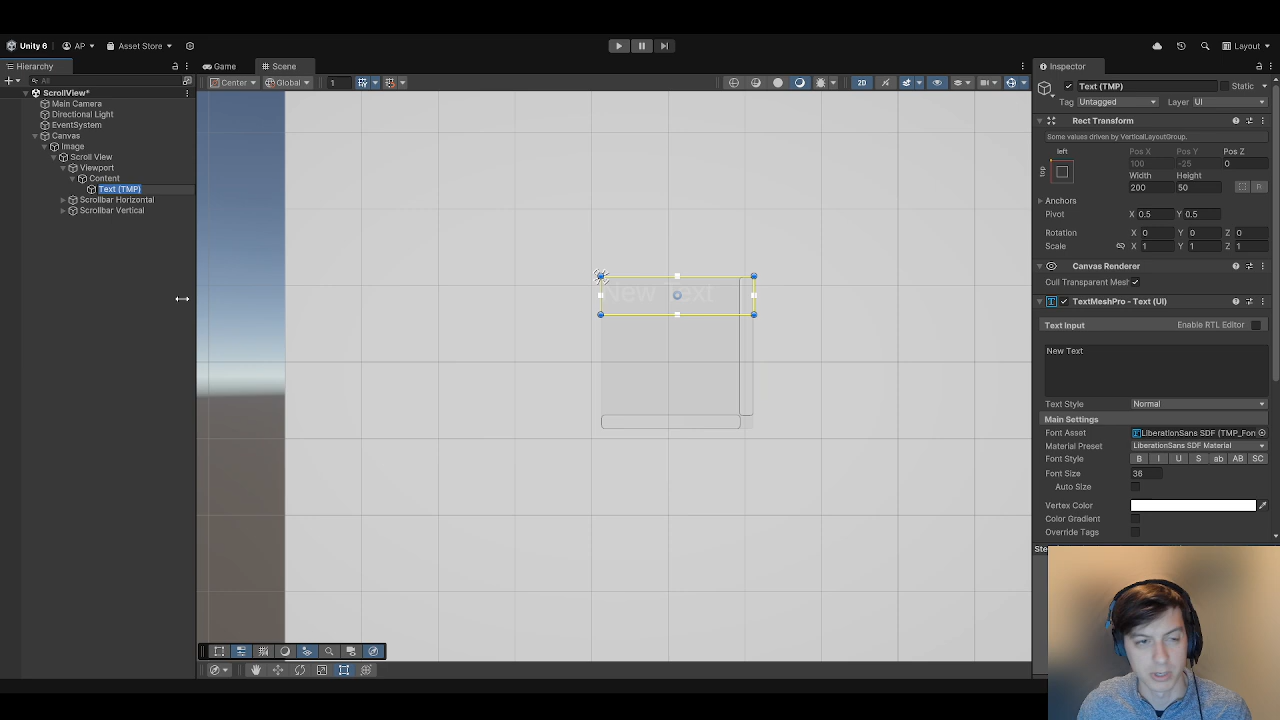 Unity 6 AP Asset Store Layout
Hierarchy Game Scene Inspector
All Center Global 1 2D Text (TMP) Static
ScrollView* Tag Untagged Layer UI
Main Camera
Directional Light Rect Transform
EventSystem Some values driven by VerticalLayoutGroup.
Canvas left Pos X Pos Y Pos Z
Image top 100 -25 0
Scroll View Width Height
Viewport 200 50 R
Content Anchors
Text (TMP) Pivot X 0.5 Y 0.5
Scrollbar Horizontal Rotation X 0 Y 0 Z 0
Scrollbar Vertical Scale X 1 Y 1 Z 1
Canvas Renderer
Cull Transparent Mesh
New Text TextMeshPro - Text (UI)
Text Input Enable RTL Editor
New Text
Text Style Normal
Main Settings
Font Asset LiberationSans SDF (TMP_Fon
Material Preset LiberationSans SDF Material
Font Style B I U S ab AB SC
Font Size 36
Auto Size
Vertex Color
Color Gradient
Override Tags